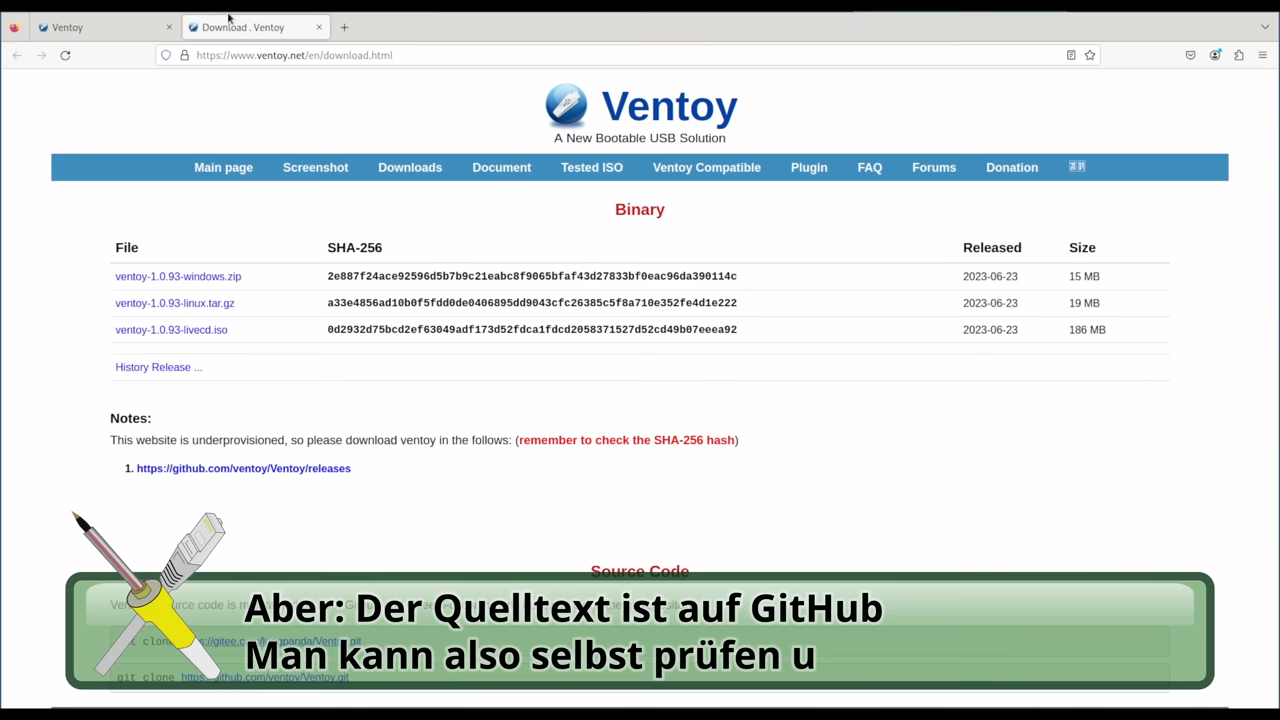 Ventoy
Download . Ventoy
https://www.ventoy.net/en/download.html
Ventoy
A New Bootable USB Solution
Main page Screenshot Downloads Document Tested ISO Ventoy Compatible Plugin FAQ Forums Donation
Binary
File SHA-256 Released Size
ventoy-1.0.93-windows.zip 2e887f24ace92596d5b7b9c21eabc8f9065bfaf43d27833bf0eac96da390114c 2023-06-23 15 MB
ventoy-1.0.93-linux.tar.gz a33e4856ad10b0f5fdd0de0406895dd9043cfc26385c5f8a710e352fe4d1e222 2023-06-23 19 MB
ventoy-1.0.93-livecd.iso 0d2932d75bcd2ef63049adf173d52fdca1fdcd2058371527d52cd49b07eeea92 2023-06-23 186 MB
History Release ...
Notes:
This website is underprovisioned, so please download ventoy in the follows: (remember to check the SHA-256 hash)
1. https://github.com/ventoy/Ventoy/releases
Source Code
Aber: Der Quelltext ist auf GitHub
Man kann also selbst prüfen u
git clone https://github.com/ventoy/Ventoy.git